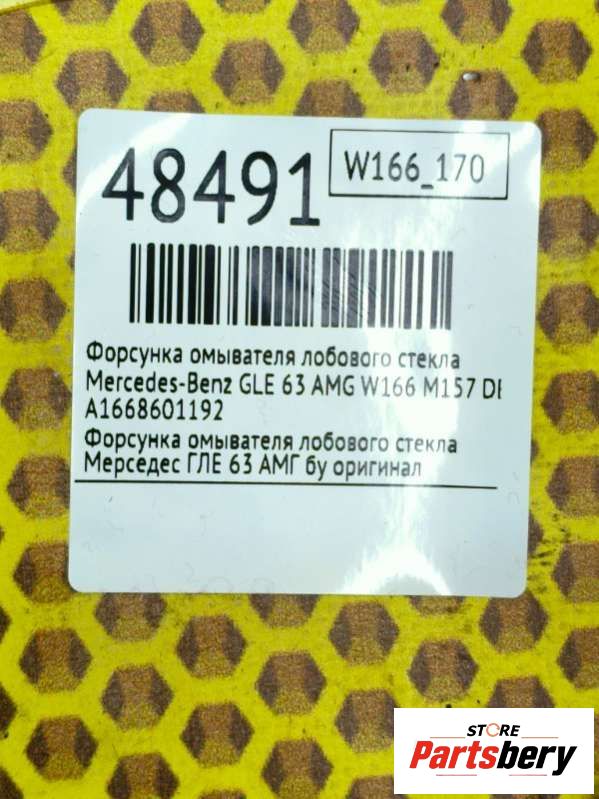 48491
W166_170
Форсунка омывателя лобового стекла
Mercedes-Benz GLE 63 AMG W166 M157 DE
A1668601192
Форсунка омывателя лобового стекла
Мерседес ГЛЕ 63 АМГ бу оригинал
STORE
Partsbery